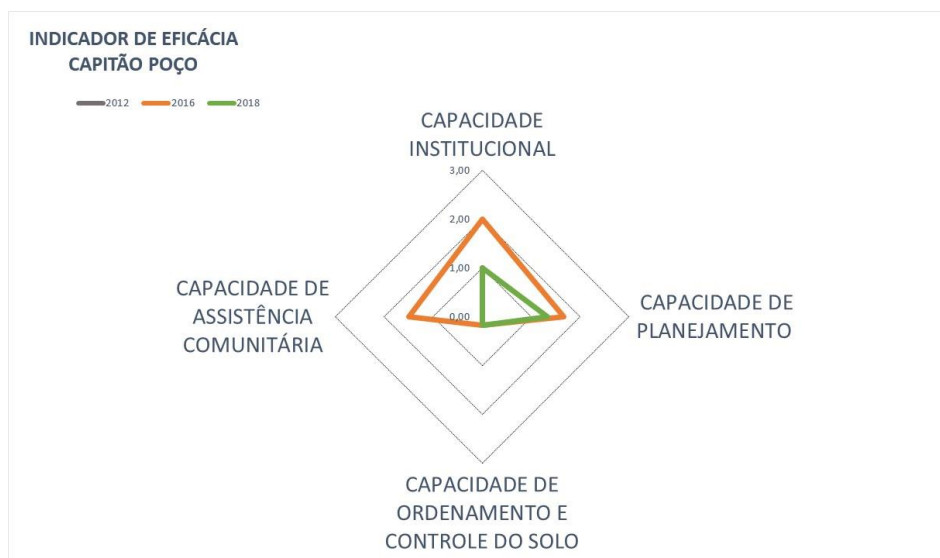 INDICADOR DE EFICÁCIA
CAPITÃO POÇO
2012 2016 2018
CAPACIDADE
INSTITUCIONAL
3,00
2,00
1,00
0,00
CAPACIDADE DE
ASSISTÊNCIA
COMUNITÁRIA
CAPACIDADE DE
PLANEJAMENTO
CAPACIDADE DE
ORDENAMENTO E
CONTROLE DO SOLO